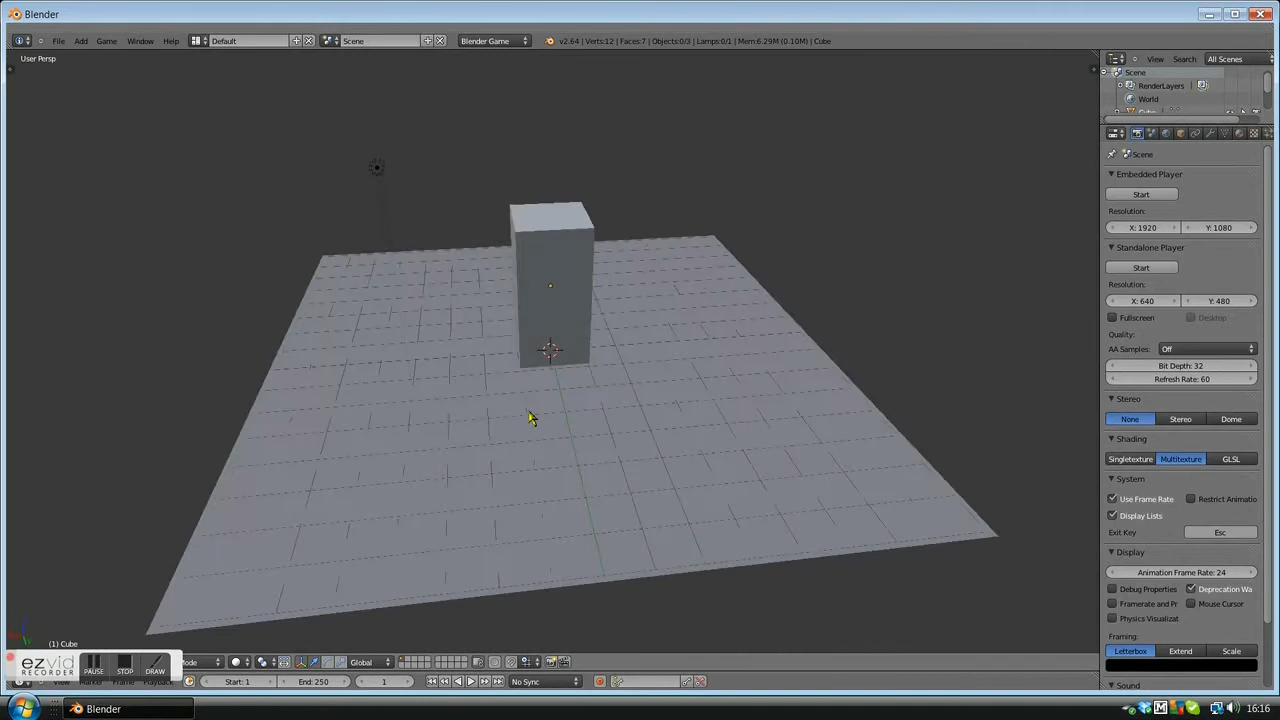 Blender
File Add Game Window Help Default Scene Blender Game v2.64 | Verts:12 | Faces:7 | Objects:0/3 | Lamps:0/1 | Mem:6.29M (0.10M) | Cube
User Persp
View Search All Scenes
Scene
RenderLayers
World
Scene
Embedded Player
Start
Resolution:
X: 1920 Y: 1080
Standalone Player
Start
Resolution:
X: 640 Y: 480
Fullscreen Desktop
Quality:
AA Samples: Off
Bit Depth: 32
Refresh Rate: 60
Stereo
None Stereo Dome
Shading
Singletexture Multitexture GLSL
System
Use Frame Rate Restrict Animatio
Display Lists
Exit Key Esc
Display
Animation Frame Rate: 24
Debug Properties Deprecation Wa
Framerate and Pr Mouse Cursor
Physics Visualizat
Framing:
Letterbox Extend Scale
Sound
(1) Cube
ezvid
RECORDER
PAUSE STOP DRAW
Mode Global
Start: 1 End: 250 1 No Sync
Blender 16:16